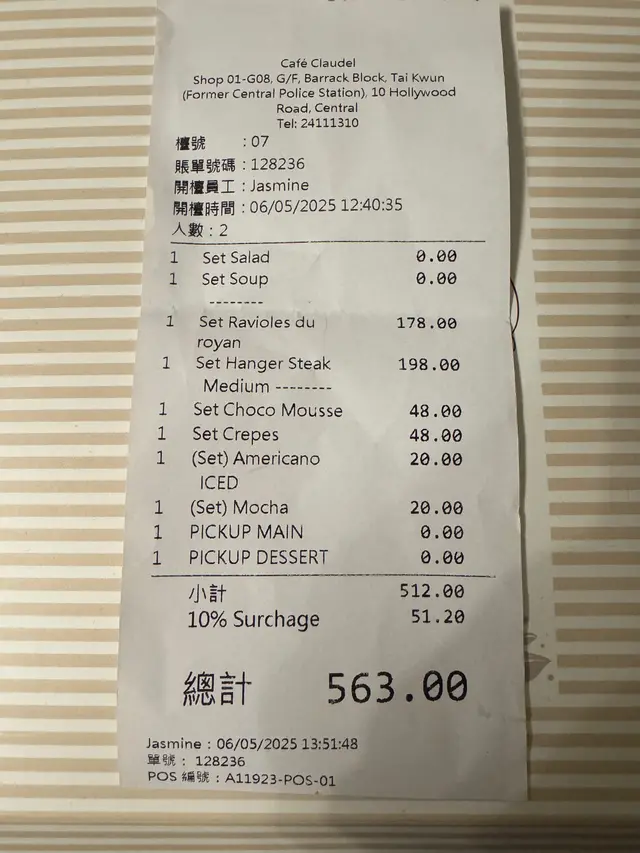 Café Claudel
Shop 01-G08, G/F, Barrack Block, Tai Kwun
(Former Central Police Station), 10 Hollywood
Road, Central
Tel: 24111310
檯號 : 07
賬單號碼 : 128236
開檯員工 : Jasmine
開檯時間 : 06/05/2025 12:40:35
人數 : 2
1 Set Salad 0.00
1 Set Soup 0.00
--------
1 Set Ravioles du 178.00
royan
1 Set Hanger Steak 198.00
Medium --------
1 Set Choco Mousse 48.00
1 Set Crepes 48.00
1 (Set) Americano 20.00
ICED
1 (Set) Mocha 20.00
1 PICKUP MAIN 0.00
1 PICKUP DESSERT 0.00
小計 512.00
10% Surchage 51.20
總計 563.00
Jasmine : 06/05/2025 13:51:48
單號 : 128236
POS 編號 : A11923-POS-01